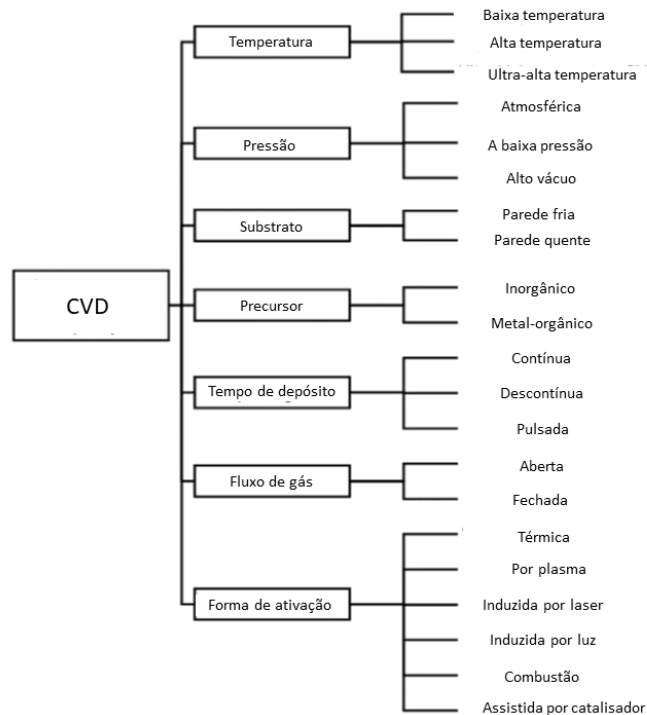 CVD
Temperatura
Baixa temperatura
Alta temperatura
Ultra-alta temperatura
Pressão
Atmosférica
A baixa pressão
Alto vácuo
Substrato
Parede fria
Parede quente
Precursor
Inorgânico
Metal-orgânico
Tempo de depósito
Contínua
Descontínua
Pulsada
Fluxo de gás
Aberta
Fechada
Forma de ativação
Térmica
Por plasma
Induzida por laser
Induzida por luz
Combustão
Assistida por catalisador